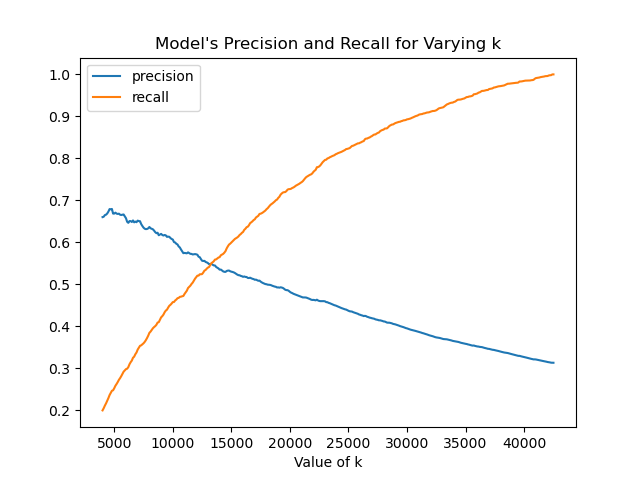 Model's Precision and Recall for Varying k
precision
recall
1.0
0.9
0.8
0.7
0.6
0.5
0.4
0.3
0.2
5000 10000 15000 20000 25000 30000 35000 40000
Value of k